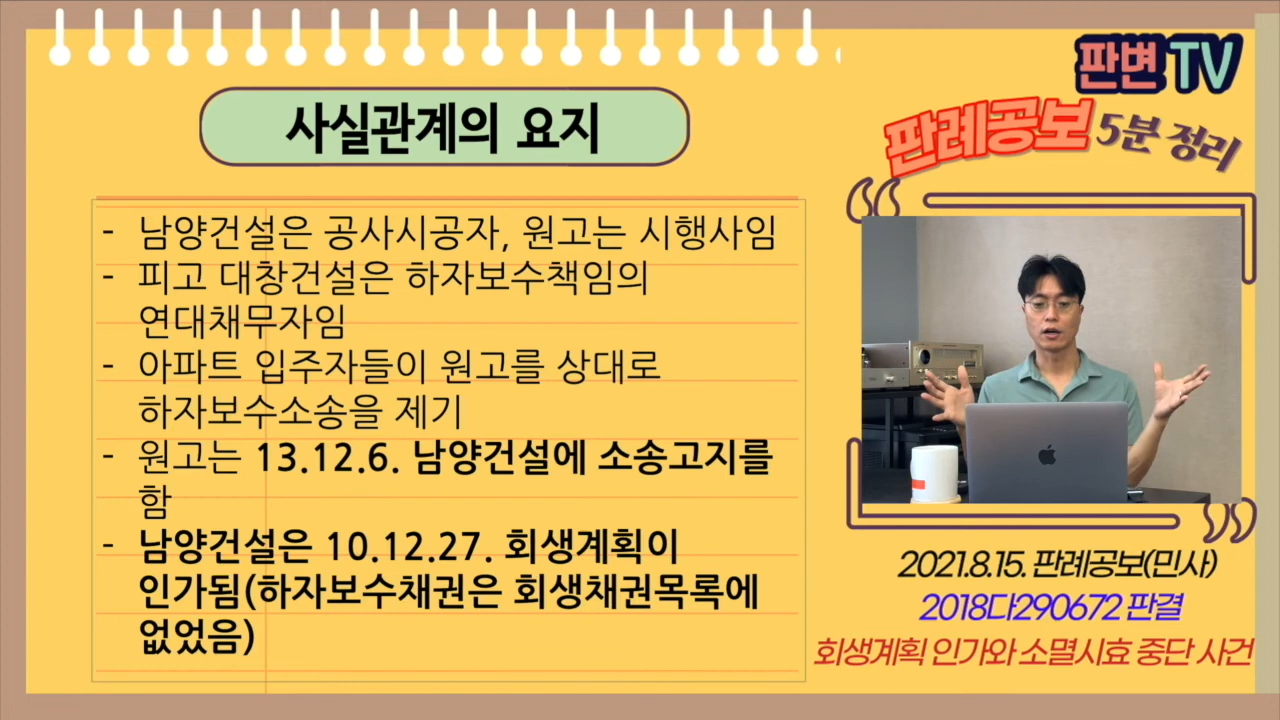 사실관계의 요지
- 남양건설은 공사시공자, 원고는 시행사임
- 피고 대창건설은 하자보수책임의
연대채무자임
- 아파트 입주자들이 원고를 상대로
하자보수소송을 제기
- 원고는 13.12.6. 남양건설에 소송고지를
함
- 남양건설은 10.12.27. 회생계획이
인가됨(하자보수채권은 회생채권목록에
없었음)
판변TV
판례공보 5분 정리
2021.8.15. 판례공보(민사)
2018다290672 판결
회생계획 인가와 소멸시효 중단 사건